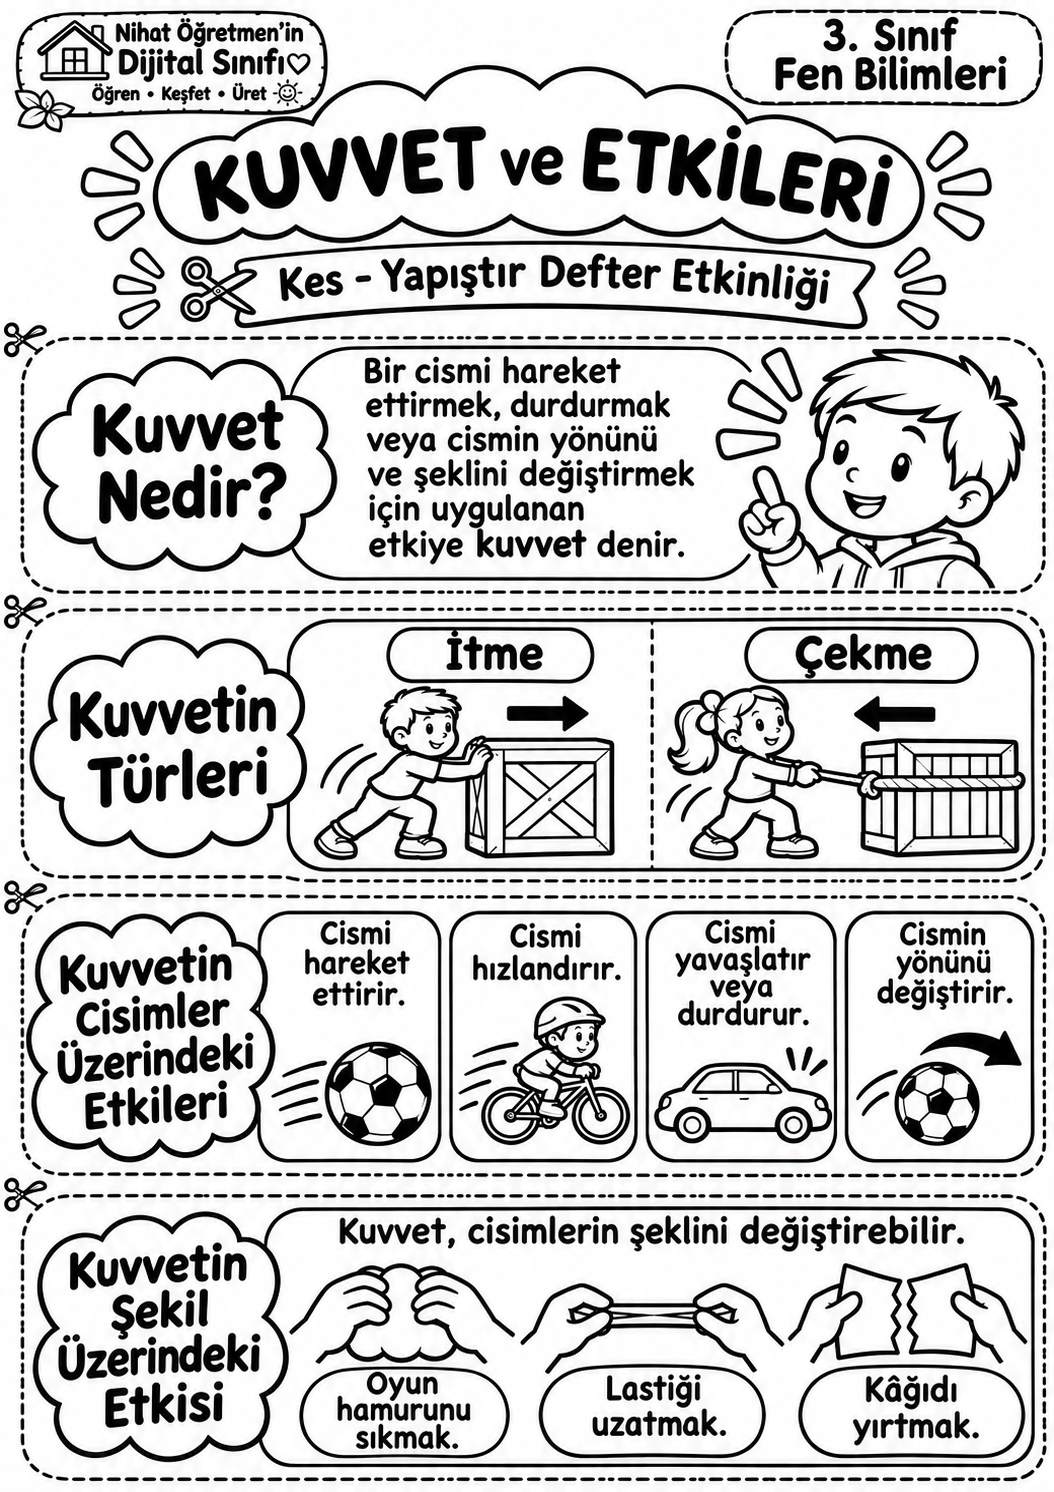 Nihat Öğretmen'in
Dijital Sınıfı
Öğren • Keşfet • Üret
3. Sınıf
Fen Bilimleri
KUVVET ve ETKİLERİ
Kes - Yapıştır Defter Etkinliği
Kuvvet
Nedir?
Bir cismi hareket
ettirmek, durdurmak
veya cismin yönünü
ve şeklini değiştirmek
için uygulanan
etkiye kuvvet denir.
Kuvvetin
Türleri
İtme
Çekme
Kuvvetin
Cisimler
Üzerindeki
Etkileri
Cismi
hareket
ettirir.
Cismi
hızlandırır.
Cismi
yavaşlatır
veya
durdurur.
Cismin
yönünü
değiştirir.
Kuvvetin
Şekil
Üzerindeki
Etkisi
Kuvvet, cisimlerin şeklini değiştirebilir.
Oyun
hamurunu
sıkmak.
Lastiği
uzatmak.
Kâğıdı
yırtmak.